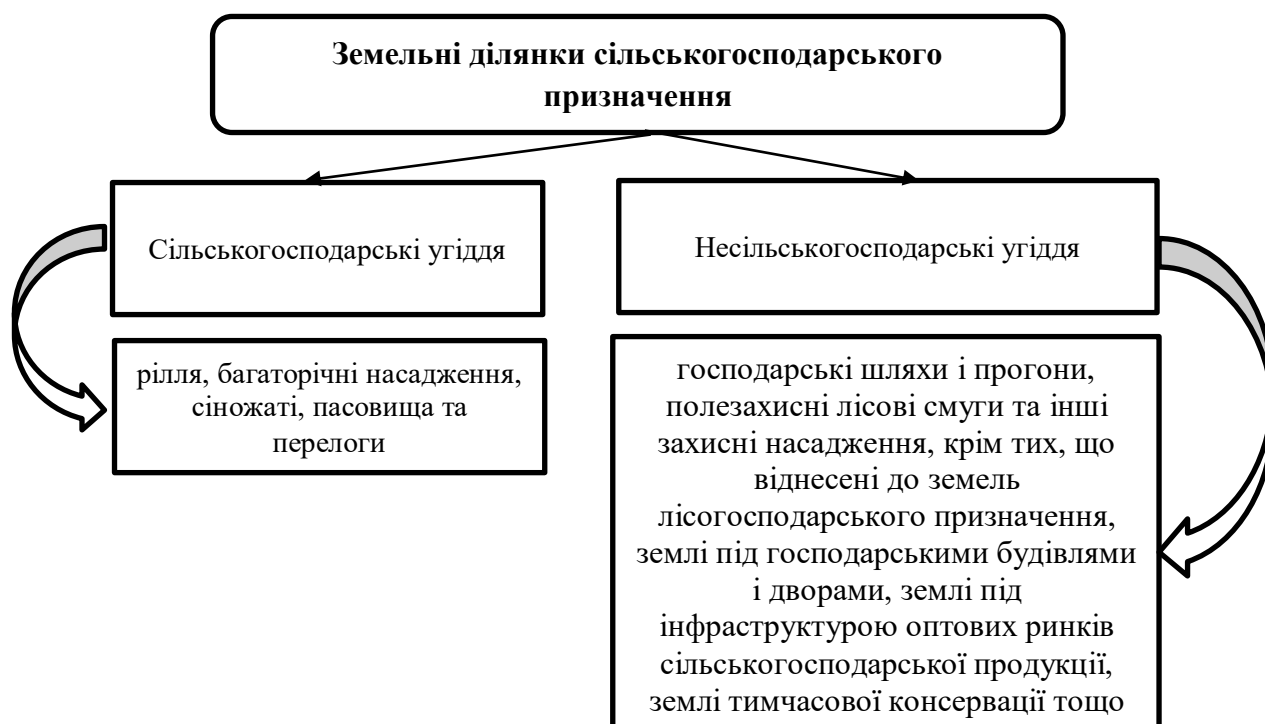 Земельні ділянки сільськогосподарського
призначення
Сільськогосподарські угіддя
Несільськогосподарські угіддя
рілля, багаторічні насадження,
сіножаті, пасовища та
перелоги
господарські шляхи і прогони,
полезахисні лісові смуги та інші
захисні насадження, крім тих, що
віднесені до земель
лісогосподарського призначення,
землі під господарськими будівлями
і дворами, землі під
інфраструктурою оптових ринків
сільськогосподарської продукції,
землі тимчасової консервації тощо